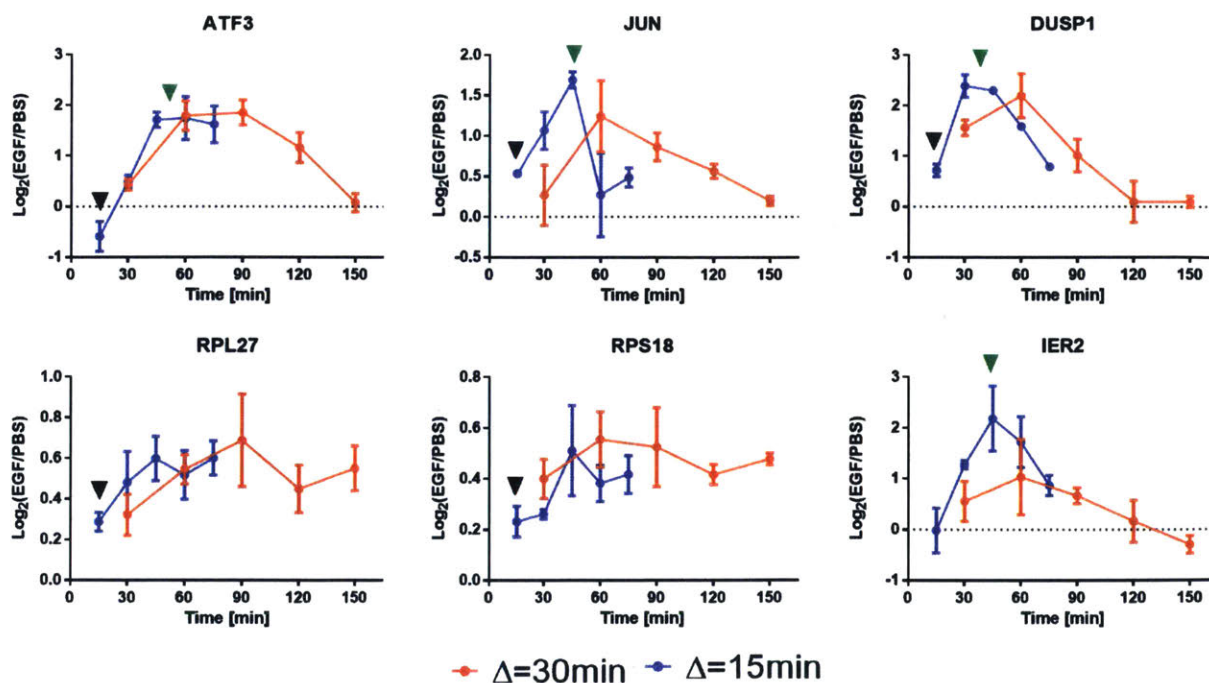 ATF3
Log2(EGF/PBS)
3
2
1
0
-1
0 30 60 90 120 150
Time [min]
JUN
Log2(EGF/PBS)
2.0
1.5
1.0
0.5
0.0
-0.5
0 30 60 90 120 150
Time [min]
DUSP1
Log2(EGF/PBS)
3
2
1
0
-1
0 30 60 90 120 150
Time [min]
RPL27
Log2(EGF/PBS)
1.0
0.8
0.6
0.4
0.2
0.0
0 30 60 90 120 150
Time [min]
RPS18
Log2(EGF/PBS)
0.8
0.6
0.4
0.2
0.0
0 30 60 90 120 150
Time [min]
IER2
Log2(EGF/PBS)
3
2
1
0
-1
0 30 60 90 120 150
Time [min]
Δ=30min Δ=15min